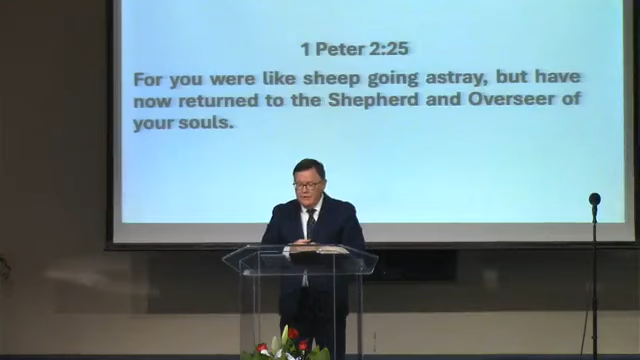 1 Peter 2:25
For you were like sheep going astray, but have
now returned to the Shepherd and Overseer of
your souls.